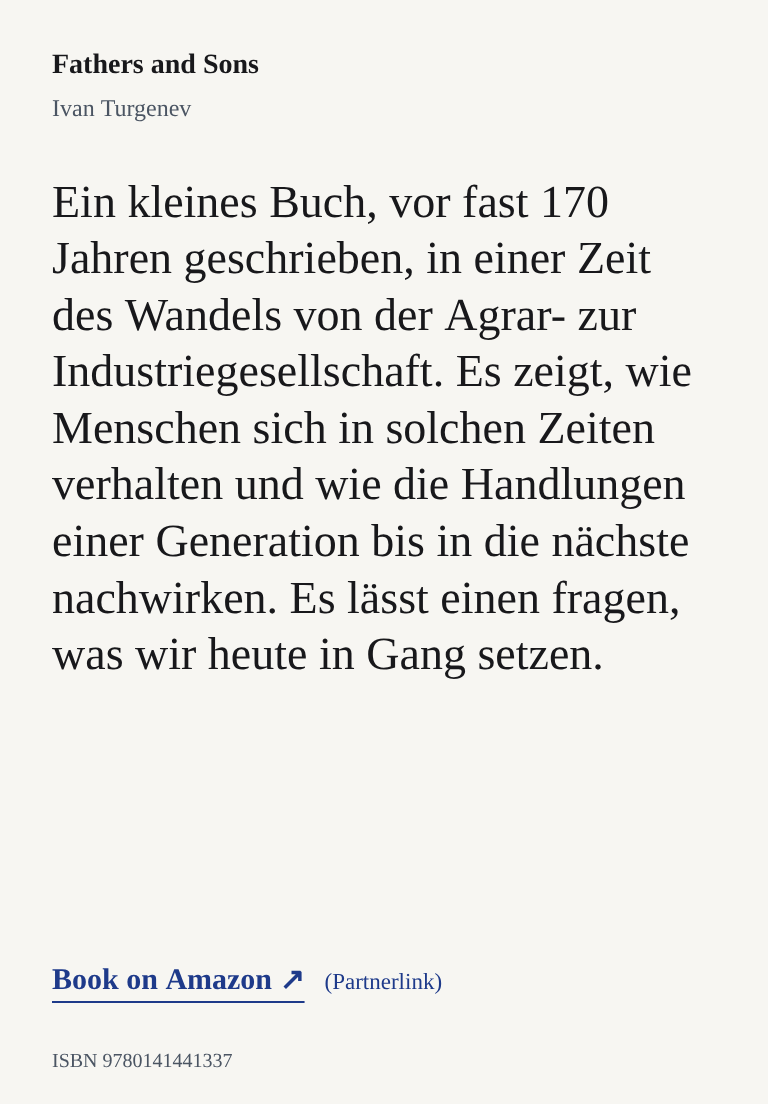 Fathers and Sons
Ivan Turgenev
Ein kleines Buch, vor fast 170
Jahren geschrieben, in einer Zeit
des Wandels von der Agrar- zur
Industriegesellschaft. Es zeigt, wie
Menschen sich in solchen Zeiten
verhalten und wie die Handlungen
einer Generation bis in die nächste
nachwirken. Es lässt einen fragen,
was wir heute in Gang setzen.
Book on Amazon ↗ (Partnerlink)
ISBN 9780141441337